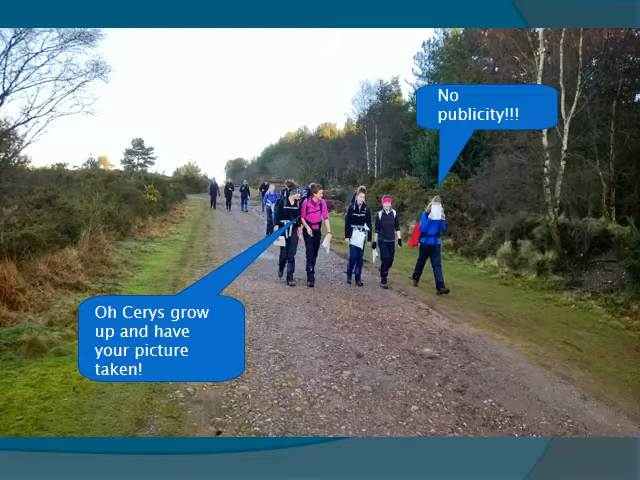 No
publicity!!!
Oh Cerys grow
up and have
your picture
taken!